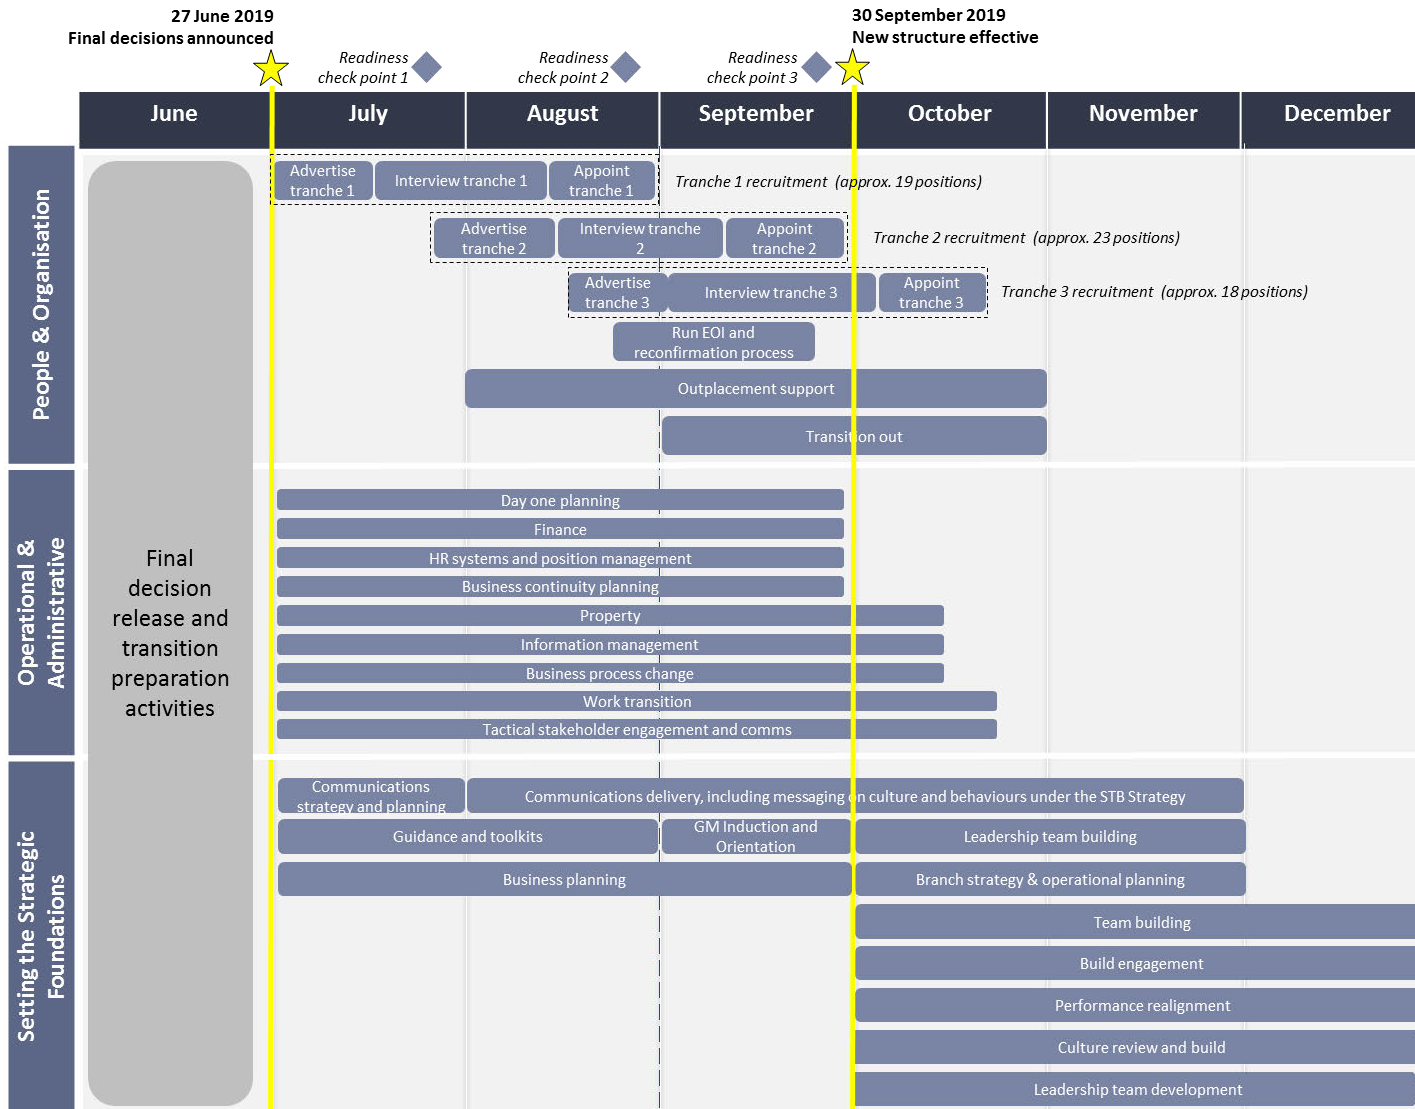 27 June 2019
Final decisions announced
30 September 2019
New structure effective
Readiness
check point 1
Readiness
check point 2
Readiness
check point 3
June
July
August
September
October
November
December
People & Organisation
Advertise
tranche 1
Interview tranche 1
Appoint
tranche 1
Tranche 1 recruitment (approx. 19 positions)
Advertise
tranche 2
Interview tranche
2
Appoint
tranche 2
Tranche 2 recruitment (approx. 23 positions)
Advertise
tranche 3
Interview tranche 3
Appoint
tranche 3
Tranche 3 recruitment (approx. 18 positions)
Run EOI and
reconfirmation process
Outplacement support
Transition out
Final
decision
release and
transition
preparation
activities
Operational &
Administrative
Day one planning
Finance
HR systems and position management
Business continuity planning
Property
Information management
Business process change
Work transition
Tactical stakeholder engagement and comms
Setting the Strategic
Foundations
Communications
strategy and planning
Communications delivery, including messaging on culture and behaviours under the STB Strategy
Guidance and toolkits
GM Induction and
Orientation
Leadership team building
Business planning
Branch strategy & operational planning
Team building
Build engagement
Performance realignment
Culture review and build
Leadership team development